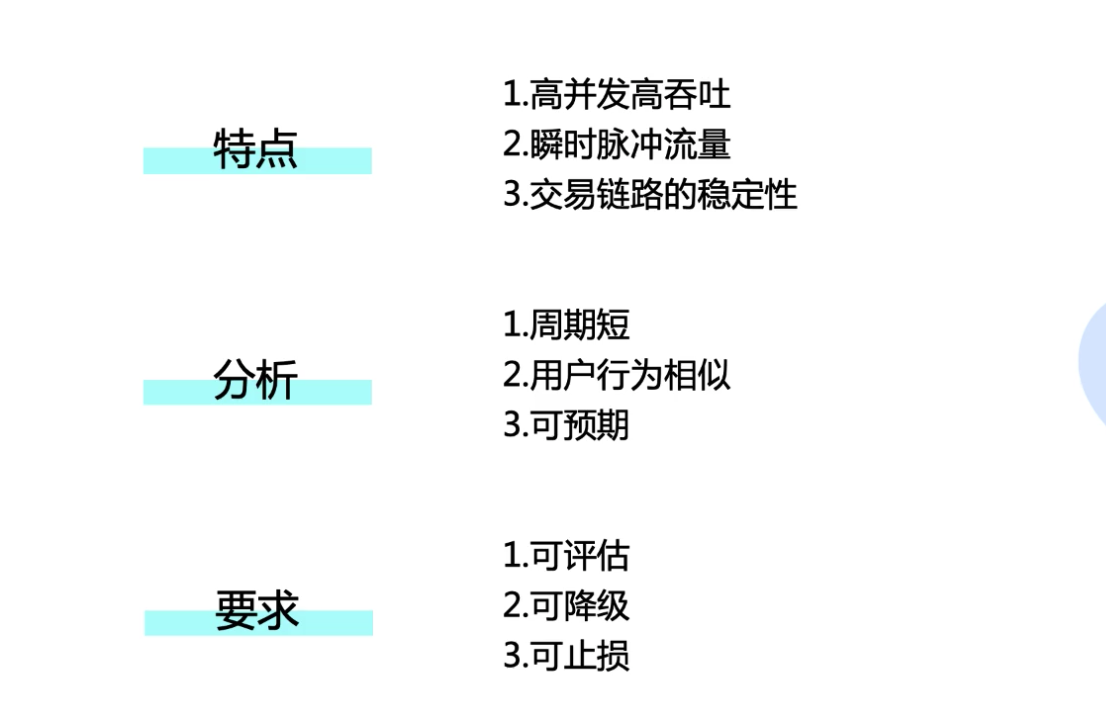 特点
1.高并发高吞吐
2.瞬时脉冲流量
3.交易链路的稳定性
分析
1.周期短
2.用户行为相似
3.可预期
要求
1.可评估
2.可降级
3.可止损